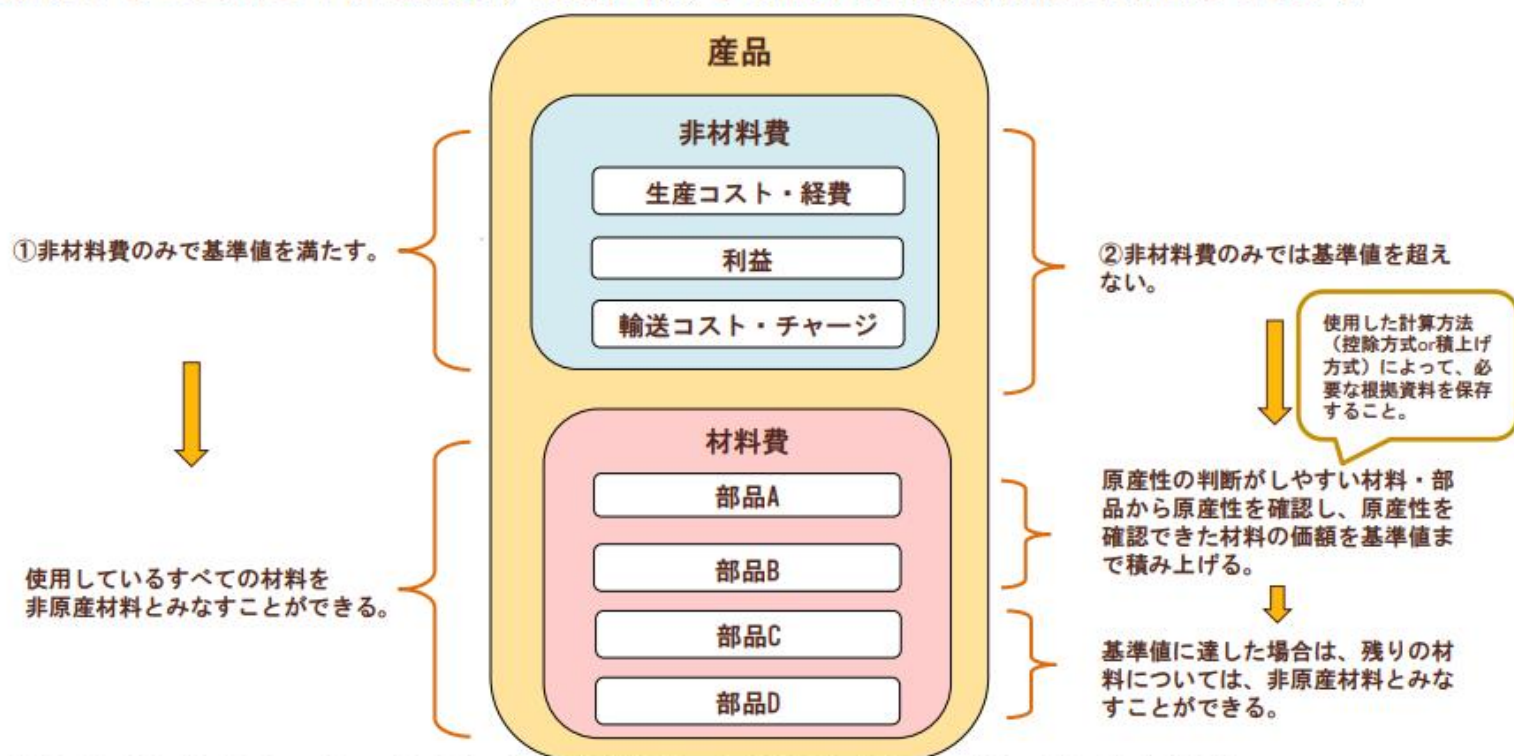 産品
非材料費
生産コスト・経費
利益
輸送コスト・チャージ
①非材料費のみで基準値を満たす。
②非材料費のみでは基準値を超え
ない。
使用した計算方法
（控除方式or積上げ
方式）によって、必
要な根拠資料を保存
すること。
材料費
部品A
部品B
部品C
部品D
使用しているすべての材料を
非原産材料とみなすことができる。
原産性の判断がしやすい材料・部
品から原産性を確認し、原産性を
確認できた材料の価額を基準値ま
で積み上げる。
基準値に達した場合は、残りの材
料については、非原産材料とみな
すことができる。